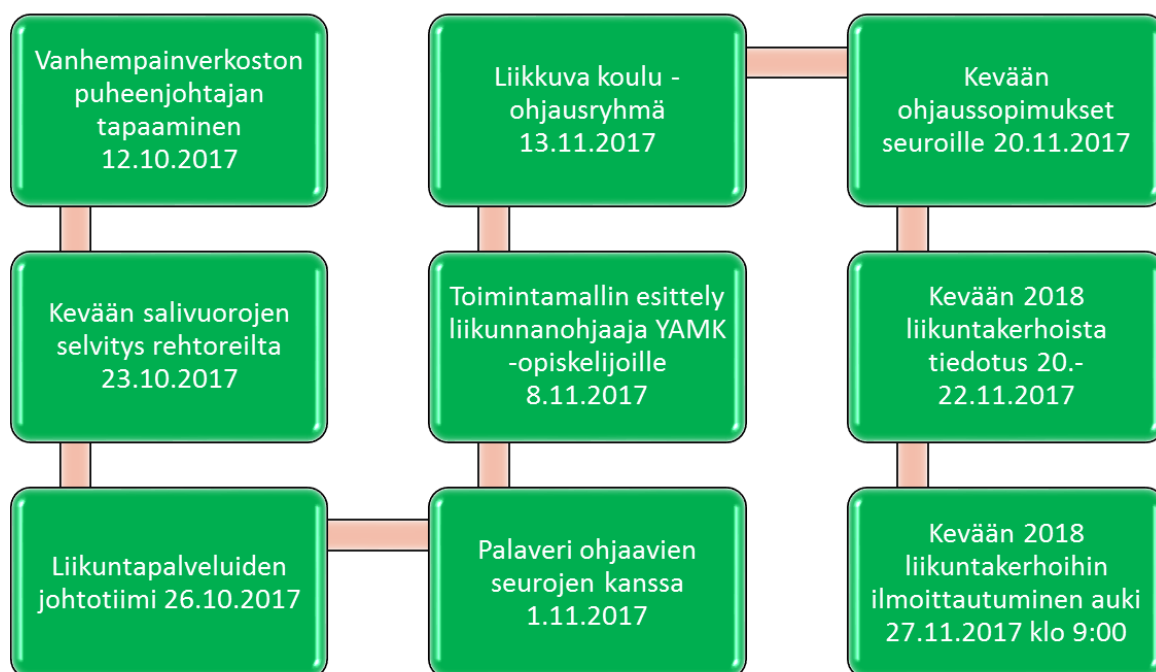 Vanhempainverkoston
puheenjohtajan
tapaaminen
12.10.2017
Kevään salivuorojen
selvitys rehtoreilta
23.10.2017
Liikuntapalveluiden
johtotiimi 26.10.2017
Palaveri ohjaavien
seurojen kanssa
1.11.2017
Toimintamallin esittely
liikunnanohjaaja YAMK
-opiskelijoille
8.11.2017
Liikkuva koulu -
ohjausryhmä
13.11.2017
Kevään
ohjaussopimukset
seuroille 20.11.2017
Kevään 2018
liikuntakerhoista
tiedotus 20.-
22.11.2017
Kevään 2018
liikuntakerhoihin
ilmoittautuminen auki
27.11.2017 klo 9:00